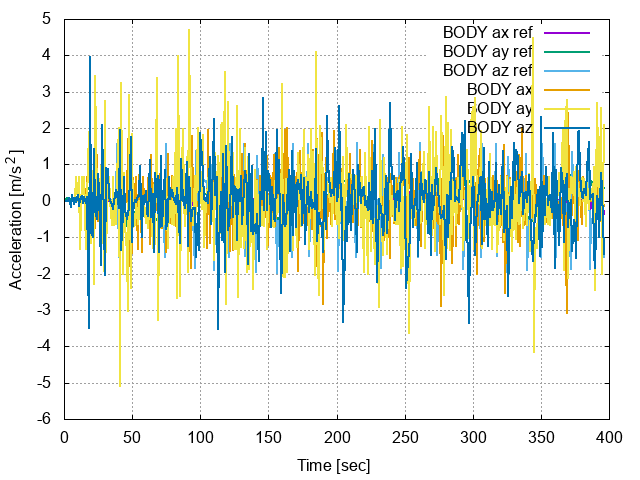 5
4
3
2
1
0
-1
-2
-3
-4
-5
-6
0 50 100 150 200 250 300 350 400
Acceleration [m/s²]
Time [sec]
BODY ax ref
BODY ay ref
BODY az ref
BODY ax
BODY ay
BODY az